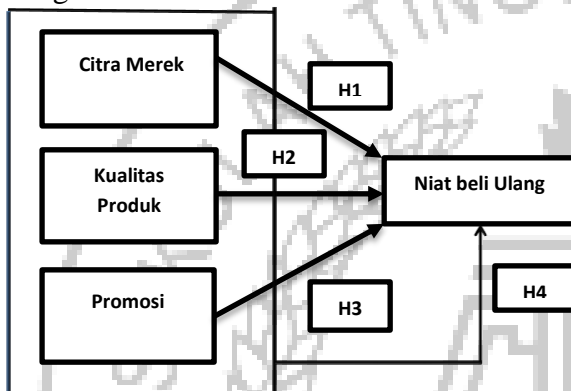 Citra Merek
H1
H2
Kualitas
Produk
Niat beli Ulang
Promosi
H3
H4